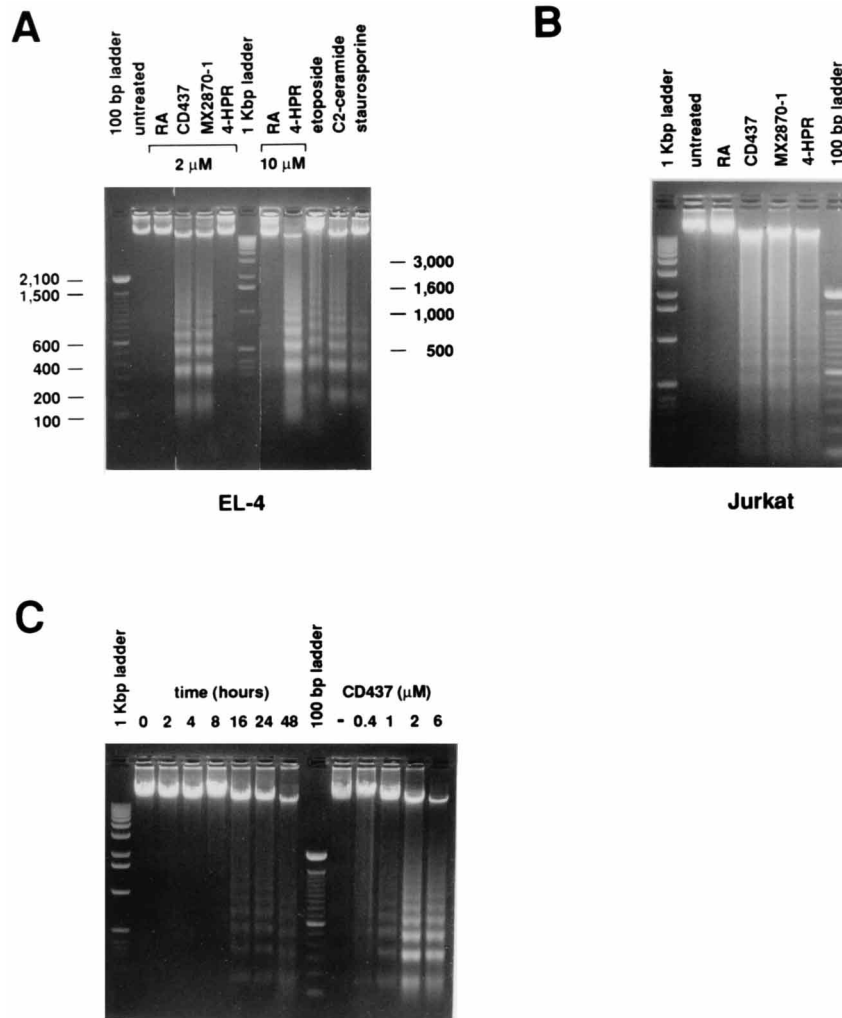 A
100 bp ladder
untreated
RA
CD437
MX2870-1
4-HPR
1 Kbp ladder
RA
4-HPR
etoposide
C2-ceramide
staurosporine
2 μM
10 μM
2,100
1,500
600
400
200
100
3,000
1,600
1,000
500
EL-4
B
1 Kbp ladder
untreated
RA
CD437
MX2870-1
4-HPR
100 bp ladder
Jurkat
C
1 Kbp ladder
time (hours)
0 2 4 8 16 24 48
100 bp ladder
CD437 (μM)
- 0.4 1 2 6